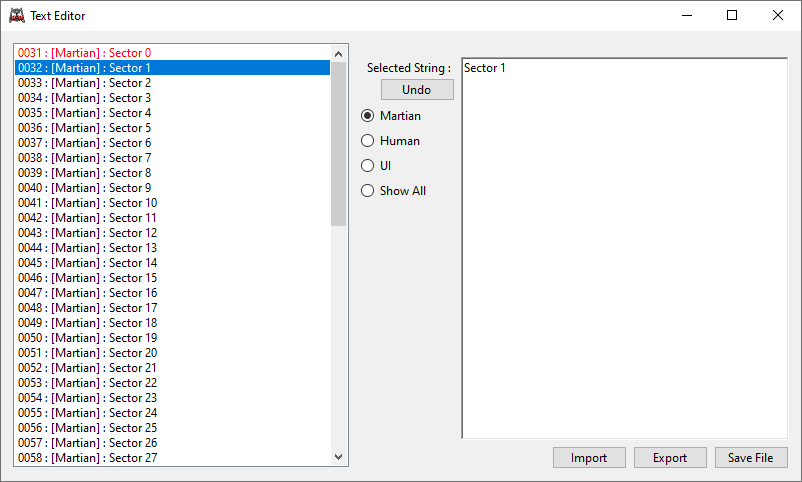 Text Editor
0031 : [Martian] : Sector 0
0032 : [Martian] : Sector 1
0033 : [Martian] : Sector 2
0034 : [Martian] : Sector 3
0035 : [Martian] : Sector 4
0036 : [Martian] : Sector 5
0037 : [Martian] : Sector 6
0038 : [Martian] : Sector 7
0039 : [Martian] : Sector 8
0040 : [Martian] : Sector 9
0041 : [Martian] : Sector 10
0042 : [Martian] : Sector 11
0043 : [Martian] : Sector 12
0044 : [Martian] : Sector 13
0045 : [Martian] : Sector 14
0046 : [Martian] : Sector 15
0047 : [Martian] : Sector 16
0048 : [Martian] : Sector 17
0049 : [Martian] : Sector 18
0050 : [Martian] : Sector 19
0051 : [Martian] : Sector 20
0052 : [Martian] : Sector 21
0053 : [Martian] : Sector 22
0054 : [Martian] : Sector 23
0055 : [Martian] : Sector 24
0056 : [Martian] : Sector 25
0057 : [Martian] : Sector 26
0058 : [Martian] : Sector 27
Selected String :
Undo
Martian
Human
UI
Show All
Sector 1
Import
Export
Save File